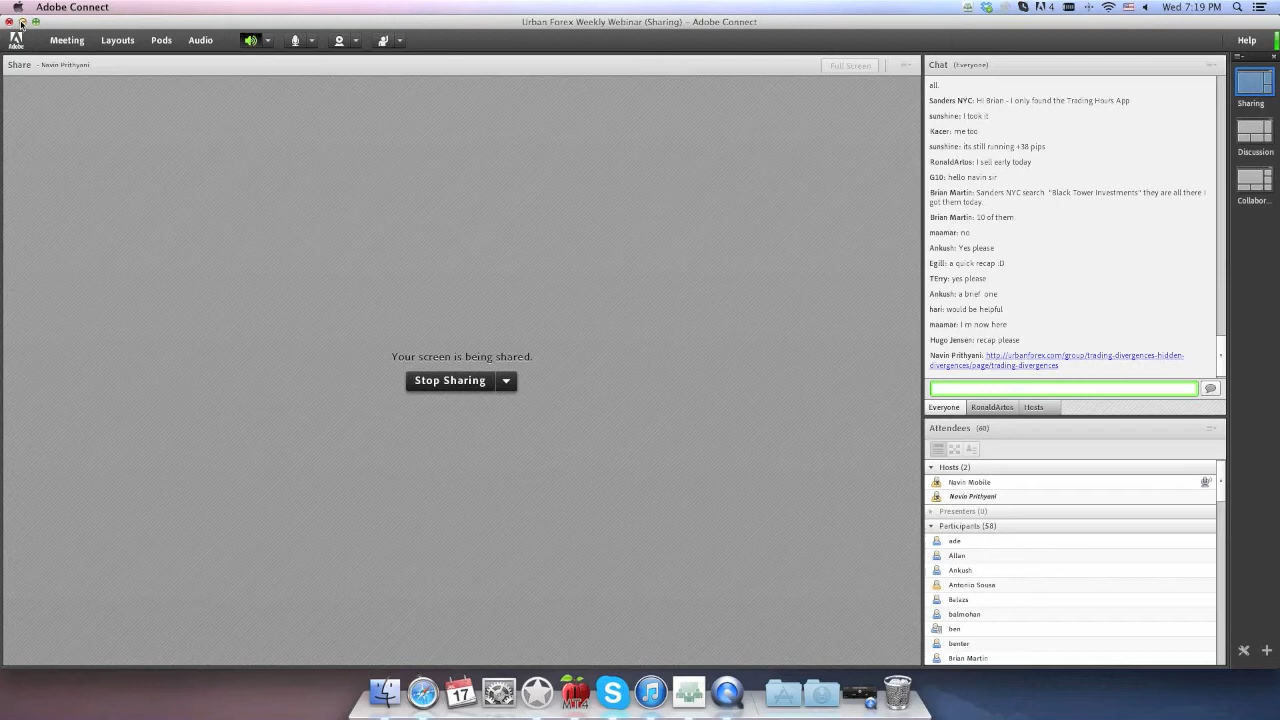 Adobe Connect
4
Wed 7:19 PM
Urban Forex Weekly Webinar (Sharing) – Adobe Connect
Adobe
Meeting
Layouts
Pods
Audio
Help
Share - Navin Prithyani
Full Screen
Chat (Everyone)
all.
Sanders NYC: Hi Brian - I only found the Trading Hours App
sunshine: I took it
Kacer: me too
sunshine: its still running +38 pips
RonaldArtos: I sell early today
G10: hello navin sir
Brian Martin: Sanders NYC search "Black Tower Investments" they are all there I
got them today.
Brian Martin: 10 of them
maamar: no
Ankush: Yes please
Egill: a quick recap :D
TErry: yes please
Ankush: a brief one
hari: would be helpful
maamar: I m now here
Hugo Jensen: recap please
Navin Prithyani: http://urbanforex.com/group/trading-divergences-hidden-
divergences/page/trading-divergences
Everyone
RonaldArtos
Hosts
Your screen is being shared.
Stop Sharing
Attendees (60)
Hosts (2)
Navin Mobile
Navin Prithyani
Presenters (0)
Participants (58)
ade
Allan
Ankush
Antonio Sousa
Balazs
balmohan
ben
benter
Brian Martin
Sharing
Discussion
Collabor...
17
MT4